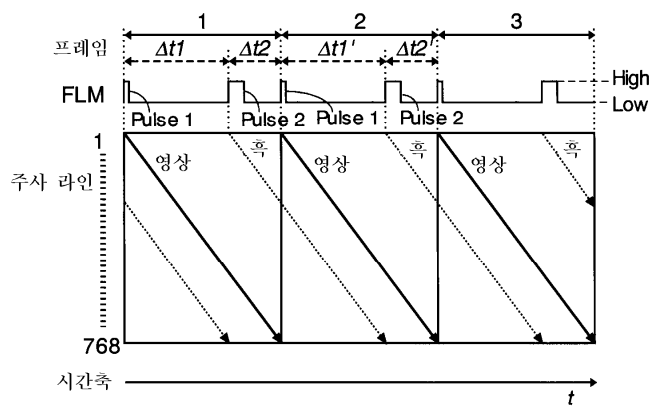 1 2 3
프레임 Δt1 Δt2 Δt1' Δt2'
High
FLM
Low
Pulse 1 Pulse 2 Pulse 1 Pulse 2
1
영상 흑 영상 흑 영상 흑
주사 라인
768
시간축
t